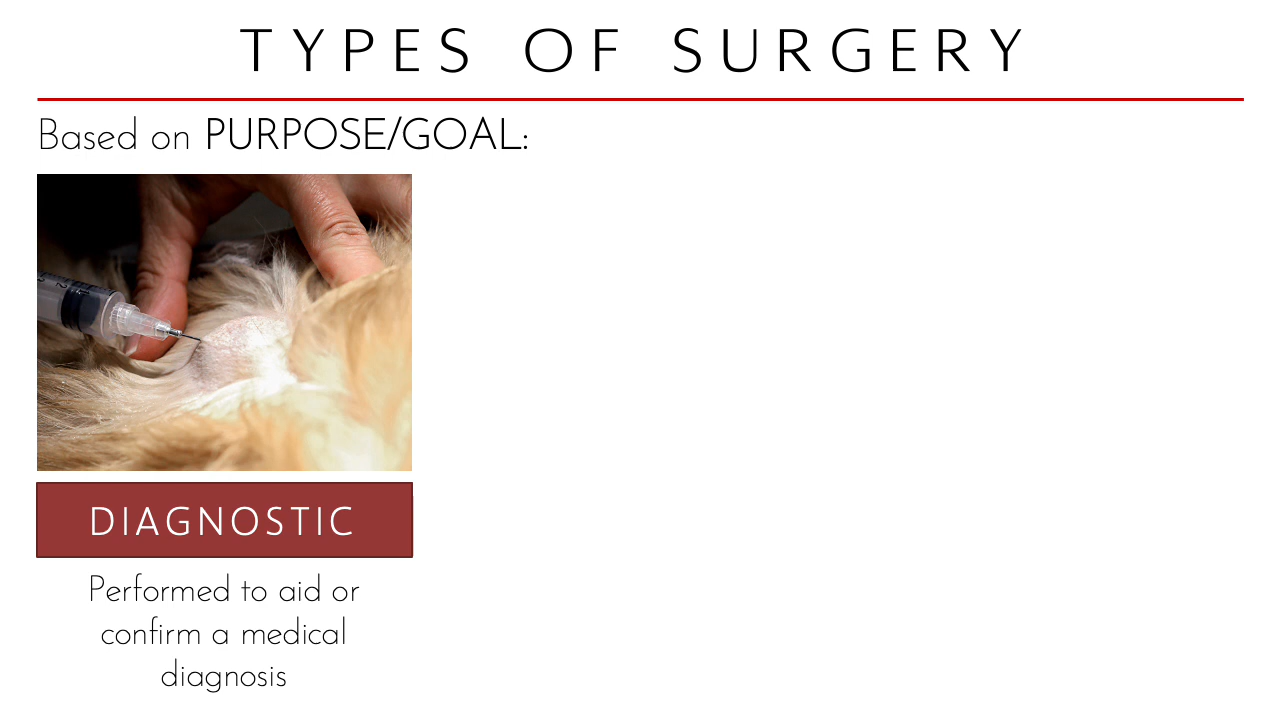 TYPES OF SURGERY
Based on PURPOSE/GOAL:
DIAGNOSTIC
Performed to aid or
confirm a medical
diagnosis